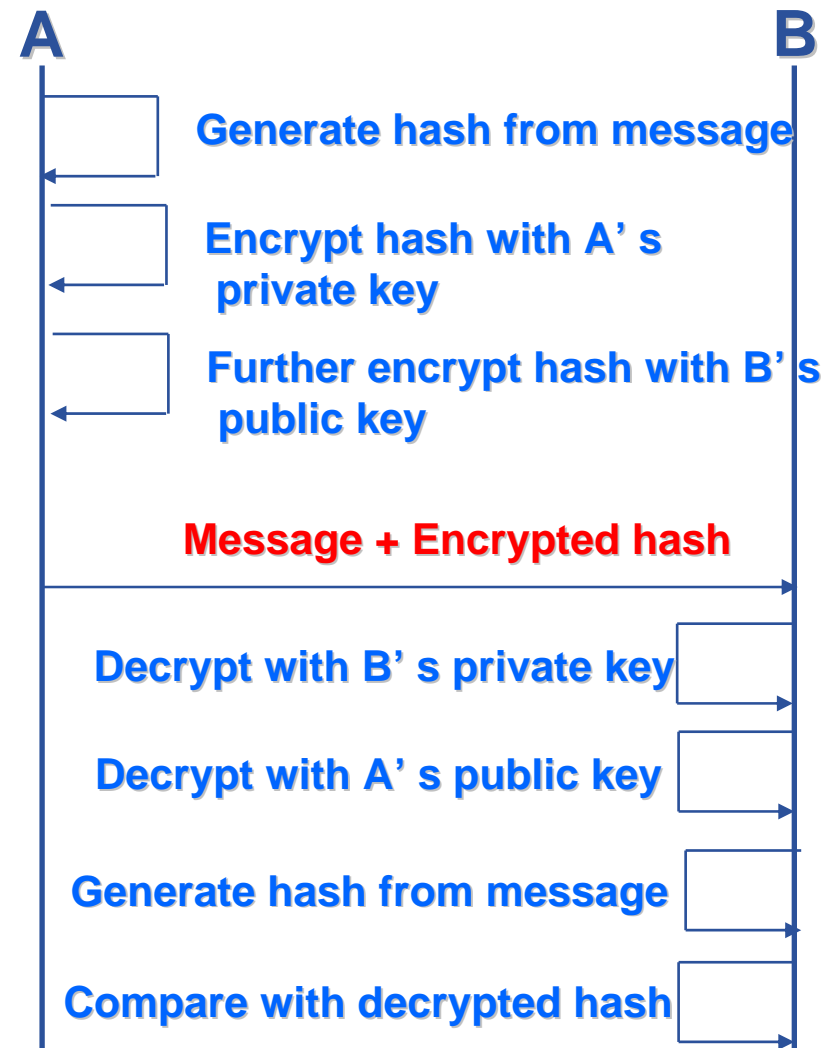 A B
Generate hash from message
Encrypt hash with A’ s
private key
Further encrypt hash with B’ s
public key
Message + Encrypted hash
Decrypt with B’ s private key
Decrypt with A’ s public key
Generate hash from message
Compare with decrypted hash